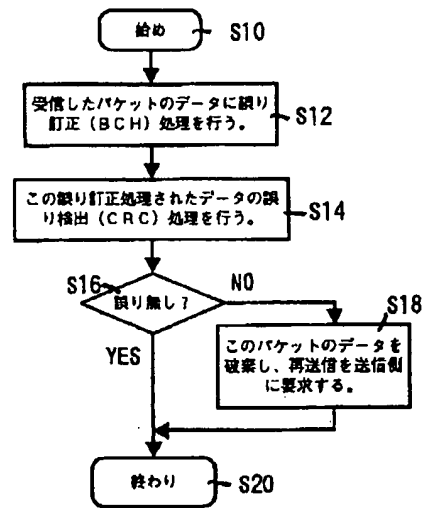 始め
S10
受信したパケットのデータに誤り
訂正（BCH）処理を行う。
S12
この誤り訂正処理されたデータの誤
り検出（CRC）処理を行う。
S14
S16
誤り無し？
NO
YES
S18
このパケットのデータを
破棄し、再送信を送信側
に要求する。
終わり
S20